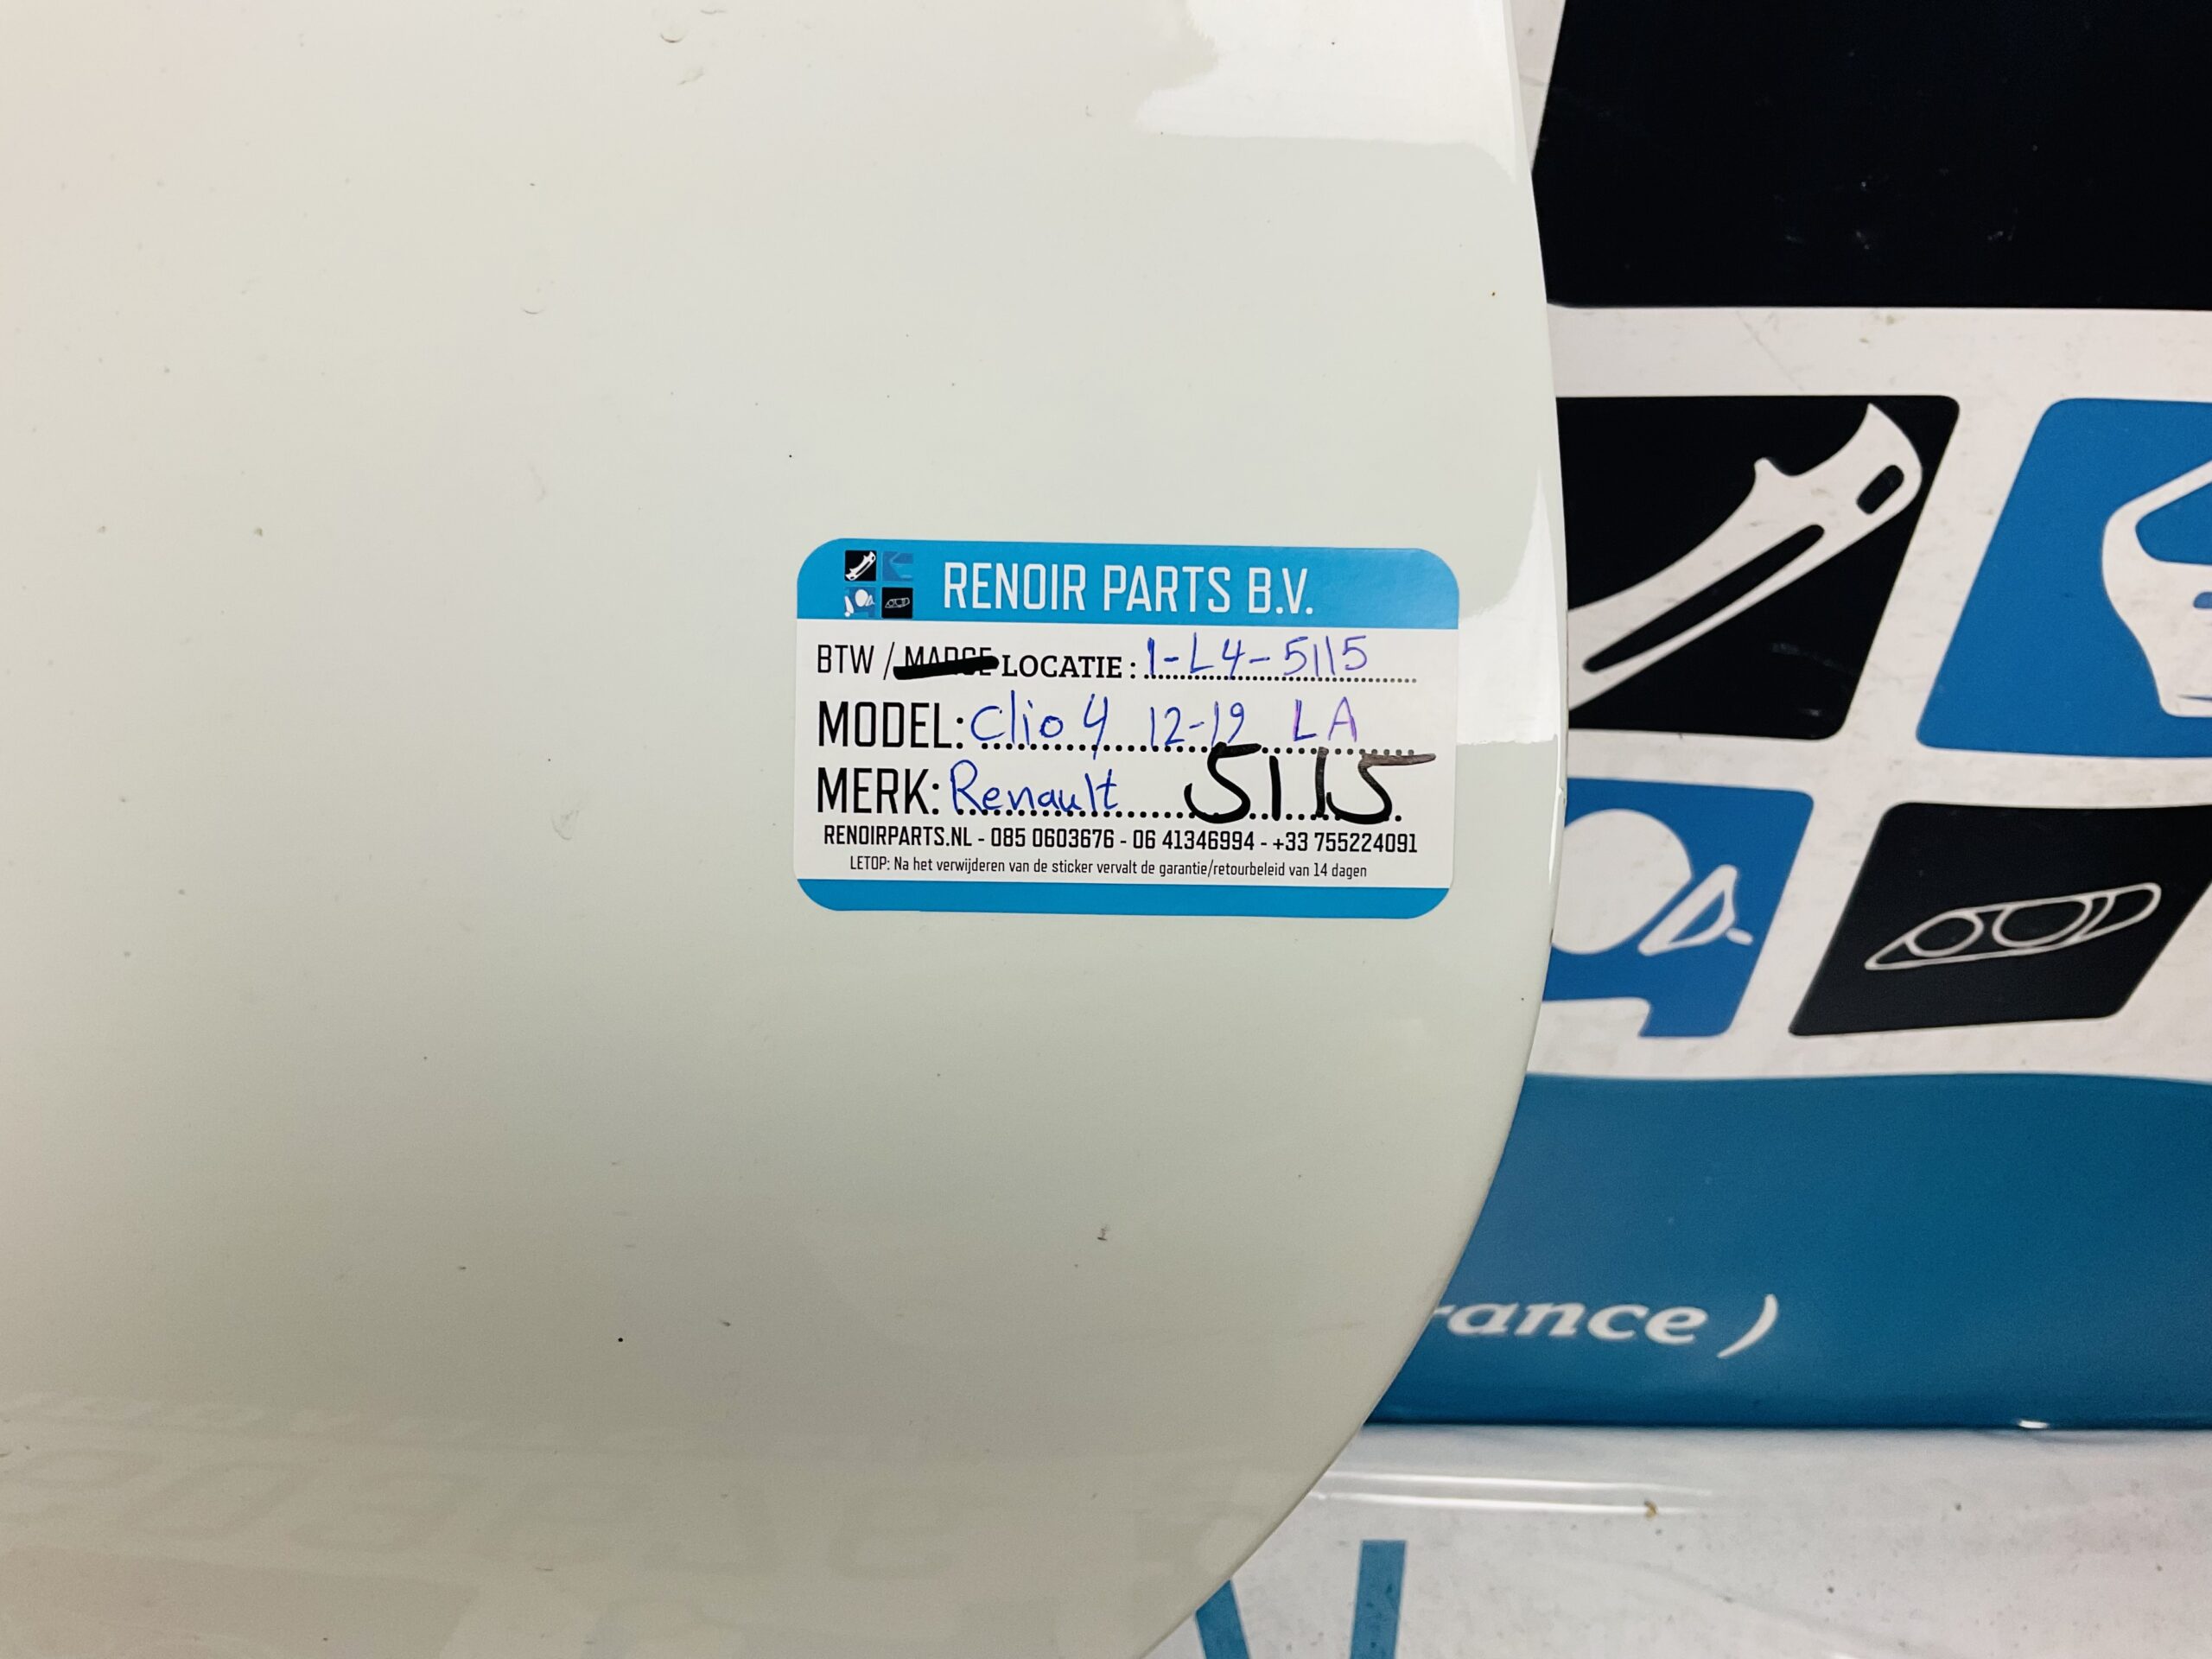 RENOIR PARTS B.V.
BTW / MARGE LOCATIE: 1-L4-5115
MODEL: Clio 4 12-19 LA
MERK: Renault 5115
RENOIRPARTS.NL - 085 0603676 - 06 41346994 - +33 755224091
LETOP: Na het verwijderen van de sticker vervalt de garantie/retourbeleid van 14 dagen
rance )